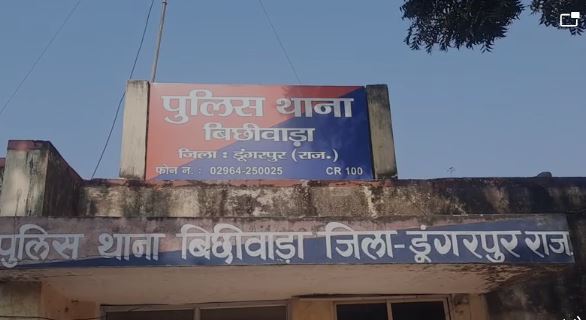 पुलिस थाना
बिछीवाड़ा
जिला : डूंगरपुर (राज.)
फोन न. : 02964-250025 CR 100
पुलिस थाना बिछीवाड़ा जिला-डूंगरपुर राज.